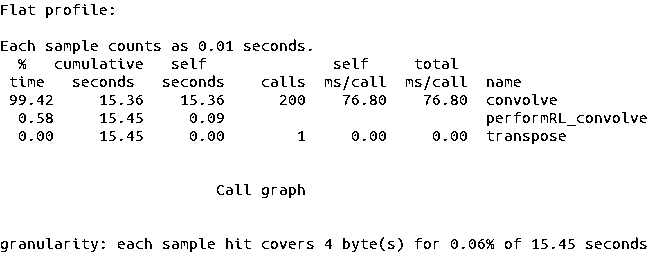 Flat profile:
Each sample counts as 0.01 seconds.
%   cumulative   self              self     total
time   seconds   seconds    calls  ms/call  ms/call  name
99.42     15.36    15.36      200    76.80    76.80  convolve
0.58     15.45     0.09                             performRL_convolve
0.00     15.45     0.00        1     0.00     0.00  transpose
Call graph
granularity: each sample hit covers 4 byte(s) for 0.06% of 15.45 seconds